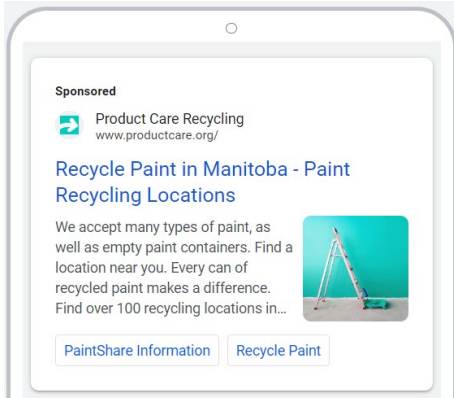 Sponsored
Product Care Recycling
www.productcare.org/
Recycle Paint in Manitoba - Paint
Recycling Locations
We accept many types of paint, as
well as empty paint containers. Find a
location near you. Every can of
recycled paint makes a difference.
Find over 100 recycling locations in...
PaintShare Information
Recycle Paint